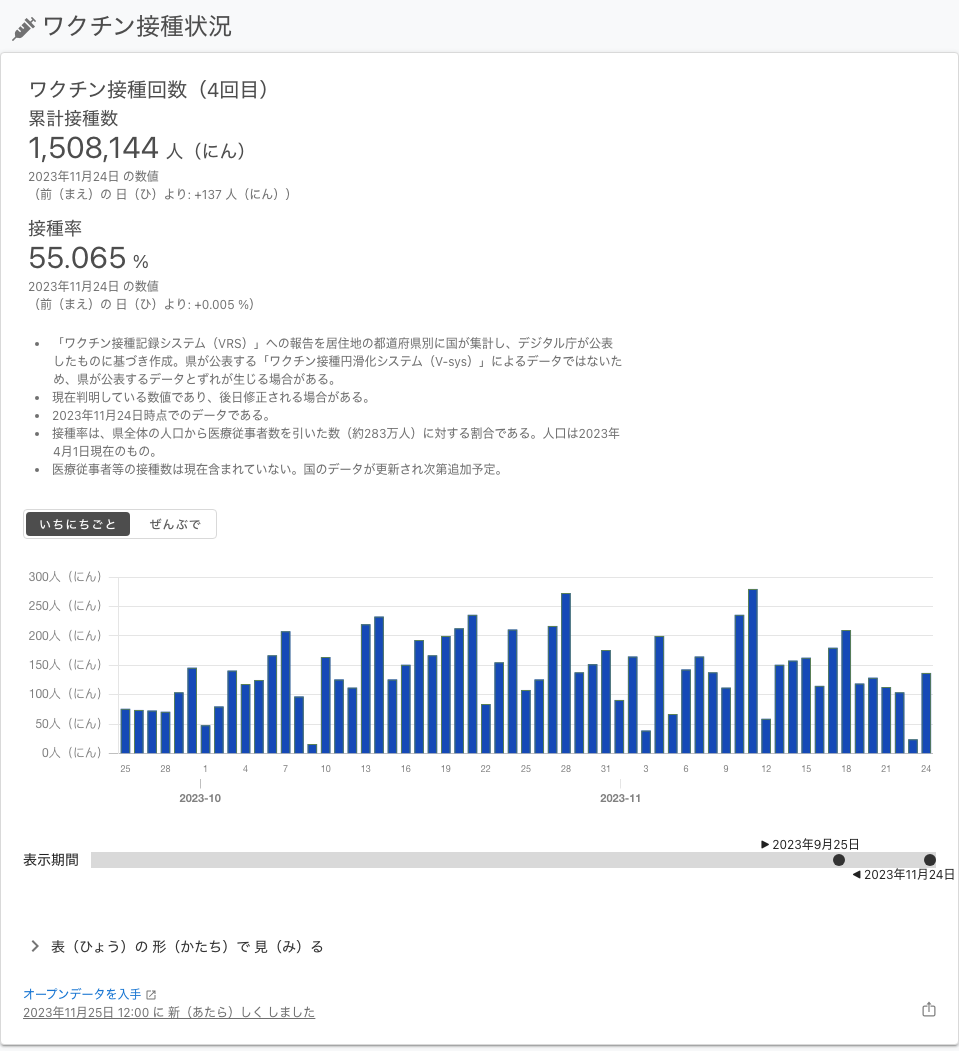 ワクチン接種状況
ワクチン接種回数（4回目）
累計接種数
1,508,144 人（にん）
2023年11月24日 の数値
（前（まえ）の 日（ひ）より: +137 人（にん））
接種率
55.065 %
2023年11月24日 の数値
（前（まえ）の 日（ひ）より: +0.005 %）
• 「ワクチン接種記録システム（VRS）」への報告を居住地の都道府県別に国が集計し、デジタル庁が公表
したものに基づき作成。県が公表する「ワクチン接種円滑化システム（V-sys）」によるデータではないた
め、県が公表するデータとずれが生じる場合がある。
• 現在判明している数値であり、後日修正される場合がある。
• 2023年11月24日時点でのデータである。
• 接種率は、県全体の人口から医療従事者数を引いた数（約283万人）に対する割合である。人口は2023年
4月1日現在のもの。
• 医療従事者等の接種数は現在含まれていない。国のデータが更新され次第追加予定。
いちにちごと ぜんぶで
300人（にん）
250人（にん）
200人（にん）
150人（にん）
100人（にん）
50人（にん）
0人（にん）
25 28 1 4 7 10 13 16 19 22 25 28 31 3 6 9 12 15 18 21 24
2023-10 2023-11
2023年9月25日
表示期間
2023年11月24日
表（ひょう）の 形（かたち）で 見（み）る
オープンデータを入手
2023年11月25日 12:00 に 新（あたら）しく しました